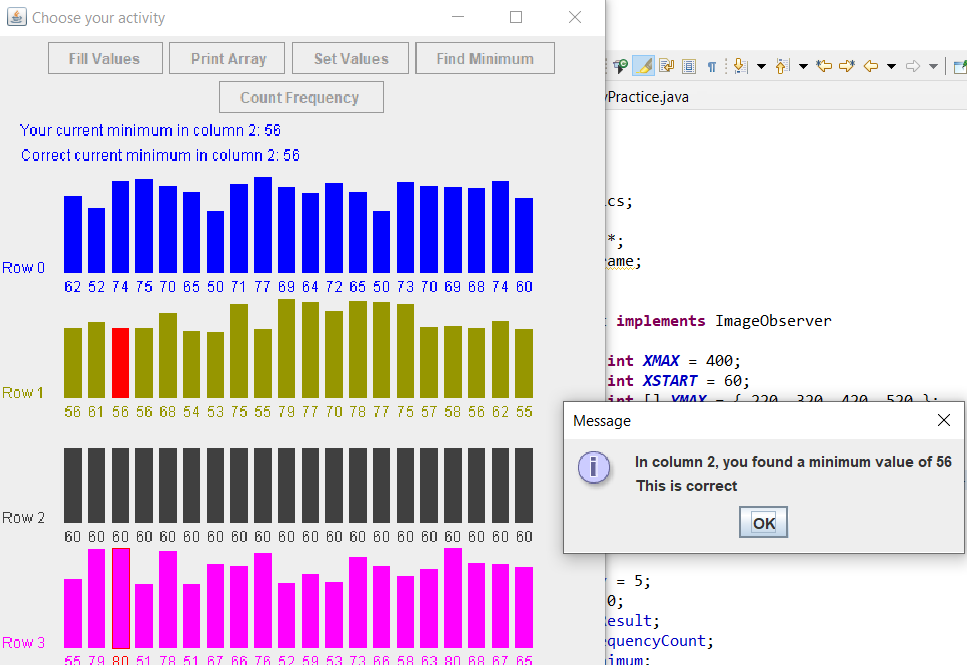 Choose your activity
Fill Values Print Array Set Values Find Minimum
Count Frequency
Your current minimum in column 2: 56
Correct current minimum in column 2: 56
Row 0
62 52 74 75 70 65 50 71 77 69 64 72 65 50 73 70 69 68 74 60
Row 1
56 61 56 56 68 54 53 75 55 79 77 70 78 77 75 57 58 56 62 55
Row 2
60 60 60 60 60 60 60 60 60 60 60 60 60 60 60 60 60 60 60 60
Row 3
55 79 80 51 78 51 67 66 76 52 59 53 73 66 58 63 80 68 67 65
yPractice.java
cs;
*;
ame;
implements ImageObserver
int XMAX = 400;
int XSTART = 60;
int [] YMAX = { 220, 320, 420, 520 };
Message
In column 2, you found a minimum value of 56
This is correct
OK
= 5;
0;
esult;
equencyCount;
nimum;